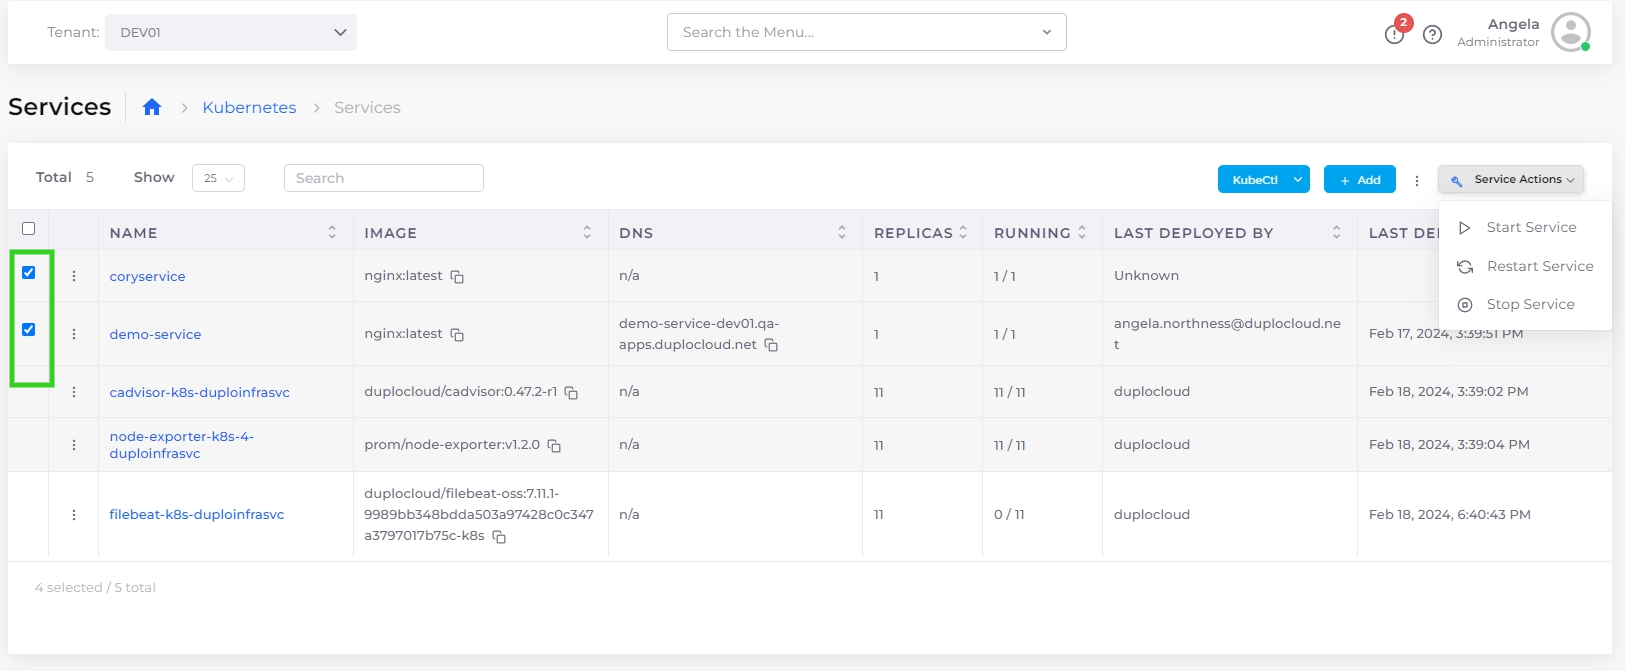 Tenant: DEV01
Search the Menu...
2
Angela
Administrator
Services
Kubernetes
Services
Total 5 Show 25 Search
KubeCtl Add Service Actions
NAME IMAGE DNS REPLICAS RUNNING LAST DEPLOYED BY LAST DE
Start Service
Restart Service
Stop Service
coryservice nginx:latest n/a 1 1 / 1 Unknown
demo-service nginx:latest demo-service-dev01.qa-
apps.duplocloud.net 1 1 / 1 angela.northness@duplocloud.ne
t Feb 17, 2024, 3:39:51 PM
cadvisor-k8s-duploinfrasvc duplocloud/cadvisor:0.47.2-r1 n/a 11 11 / 11 duplocloud Feb 18, 2024, 3:39:02 PM
node-exporter-k8s-4-
duploinfrasvc prom/node-exporter:v1.2.0 n/a 11 11 / 11 duplocloud Feb 18, 2024, 3:39:04 PM
duplocloud/filebeat-oss:7.11.1-
filebeat-k8s-duploinfrasvc 9989bb348bdda503a97428c0c347 n/a 11 0 / 11 duplocloud Feb 18, 2024, 6:40:43 PM
a3797017b75c-k8s
4 selected / 5 total